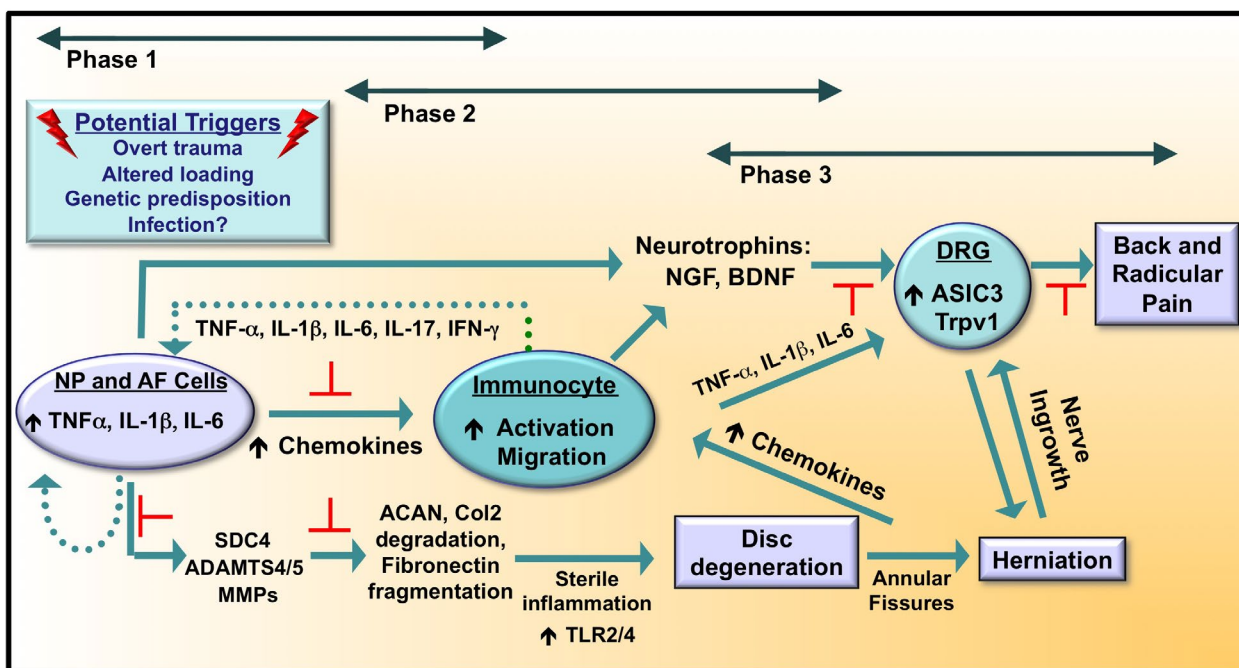 Phase 1
Phase 2
Phase 3
Potential Triggers
Overt trauma
Altered loading
Genetic predisposition
Infection?
Neurotrophins:
NGF, BDNF
DRG
ASIC3
Trpv1
Back and
Radicular
Pain
TNF-α, IL-1β, IL-6, IL-17, IFN-γ
NP and AF Cells
TNFα, IL-1β, IL-6
Chemokines
Immunocyte
Activation
Migration
TNF-α, IL-1β, IL-6
Chemokines
Nerve
Ingrowth
SDC4
ADAMTS4/5
MMPs
ACAN, Col2
degradation,
Fibronectin
fragmentation
Sterile
inflammation
TLR2/4
Disc
degeneration
Annular
Fissures
Herniation